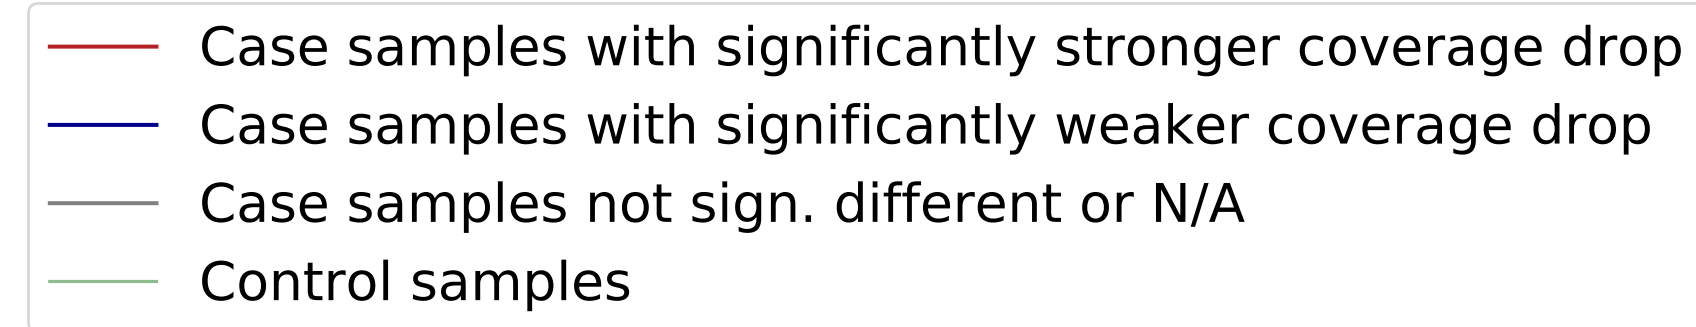 Case samples with significantly stronger coverage drop
Case samples with significantly weaker coverage drop
Case samples not sign. different or N/A
Control samples